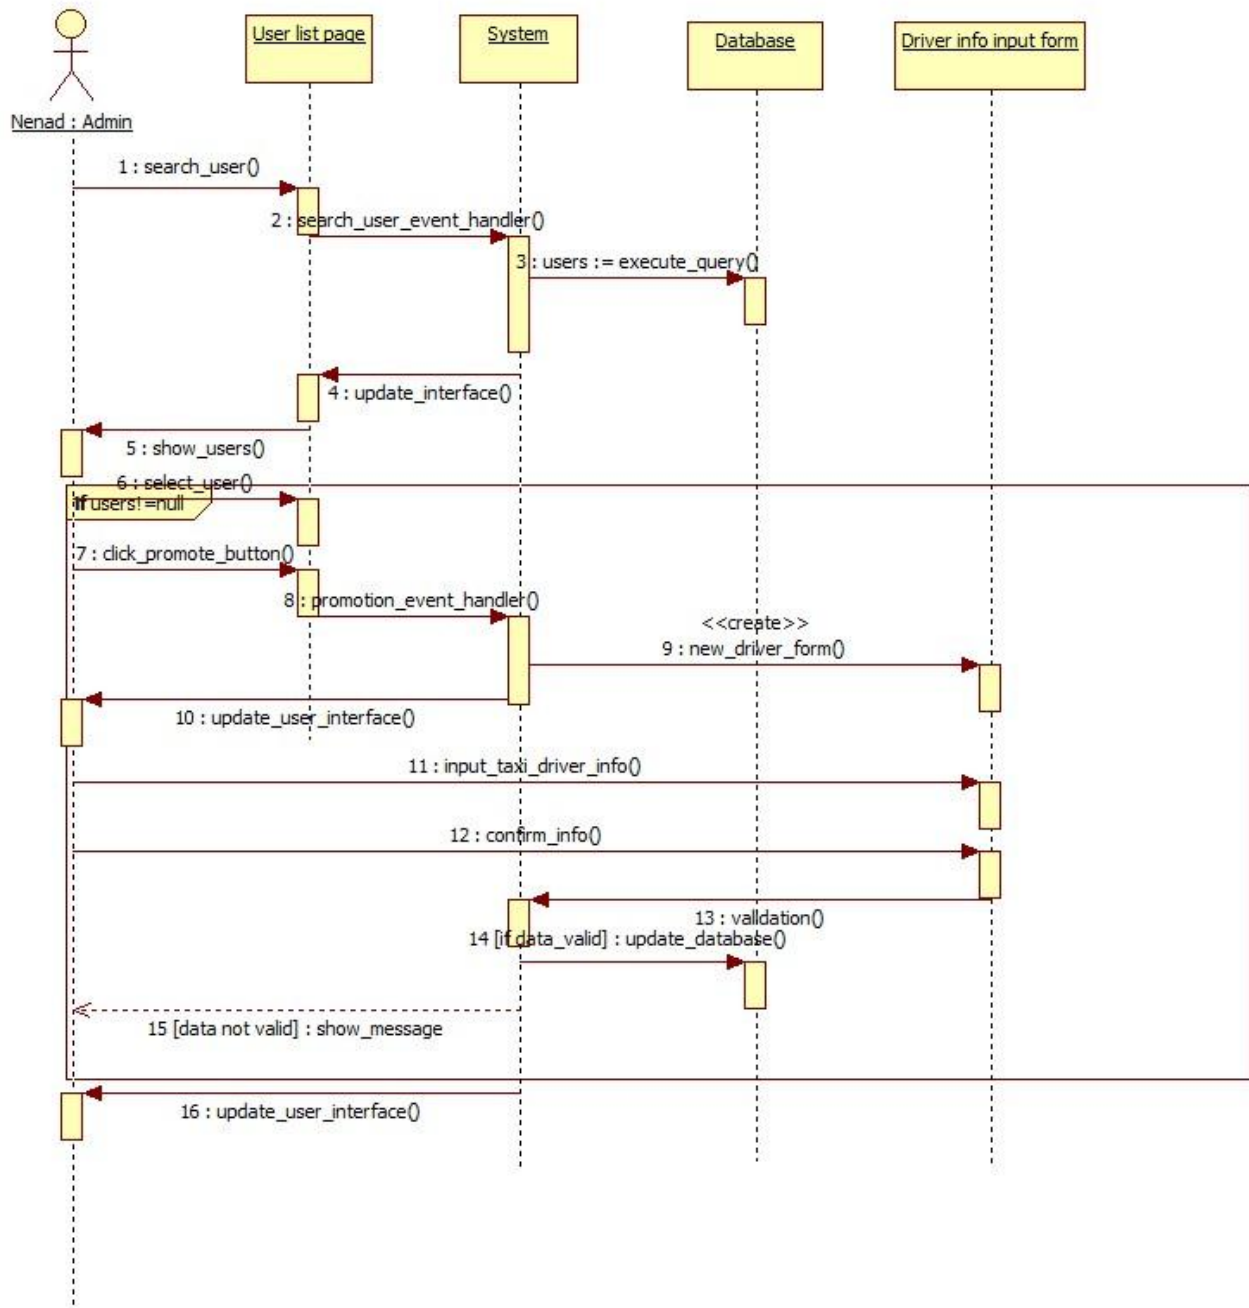 User list page
System
Database
Driver info input form
Nenad : Admin
1 : search_user()
2 : search_user_event_handler()
3 : users := execute_query()
4 : update_interface()
5 : show_users()
6 : select_user()
if users!=null
7 : click_promote_button()
8 : promotion_event_handler()
<<create>>
9 : new_driver_form()
10 : update_user_interface()
11 : input_taxi_driver_info()
12 : confirm_info()
13 : validation()
14 [if data_valid] : update_database()
15 [data not valid] : show_message
16 : update_user_interface()